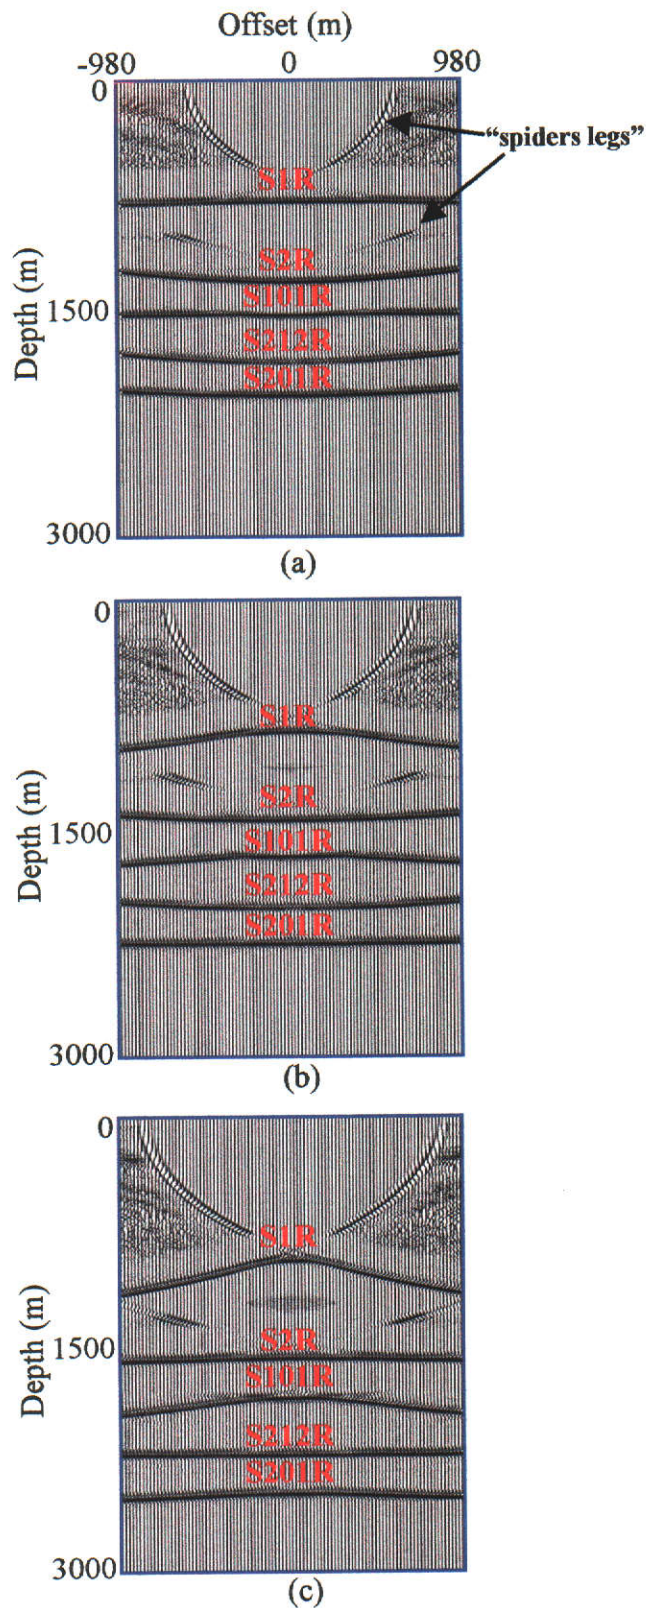 Offset (m)
-980 0 980
0
"spiders legs"
S1R
S2R
S101R
S212R
S201R
Depth (m)
1500
3000
(a)
0
S1R
S2R
S101R
S212R
S201R
Depth (m)
1500
3000
(b)
0
S1R
S2R
S101R
S212R
S201R
Depth (m)
1500
3000
(c)